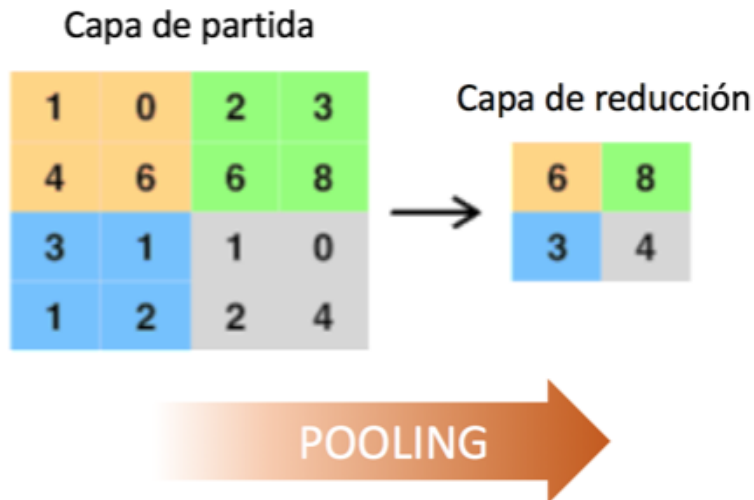 Capa de partida
1 0 2 3
4 6 6 8
3 1 1 0
1 2 2 4
Capa de reducción
6 8
3 4
POOLING